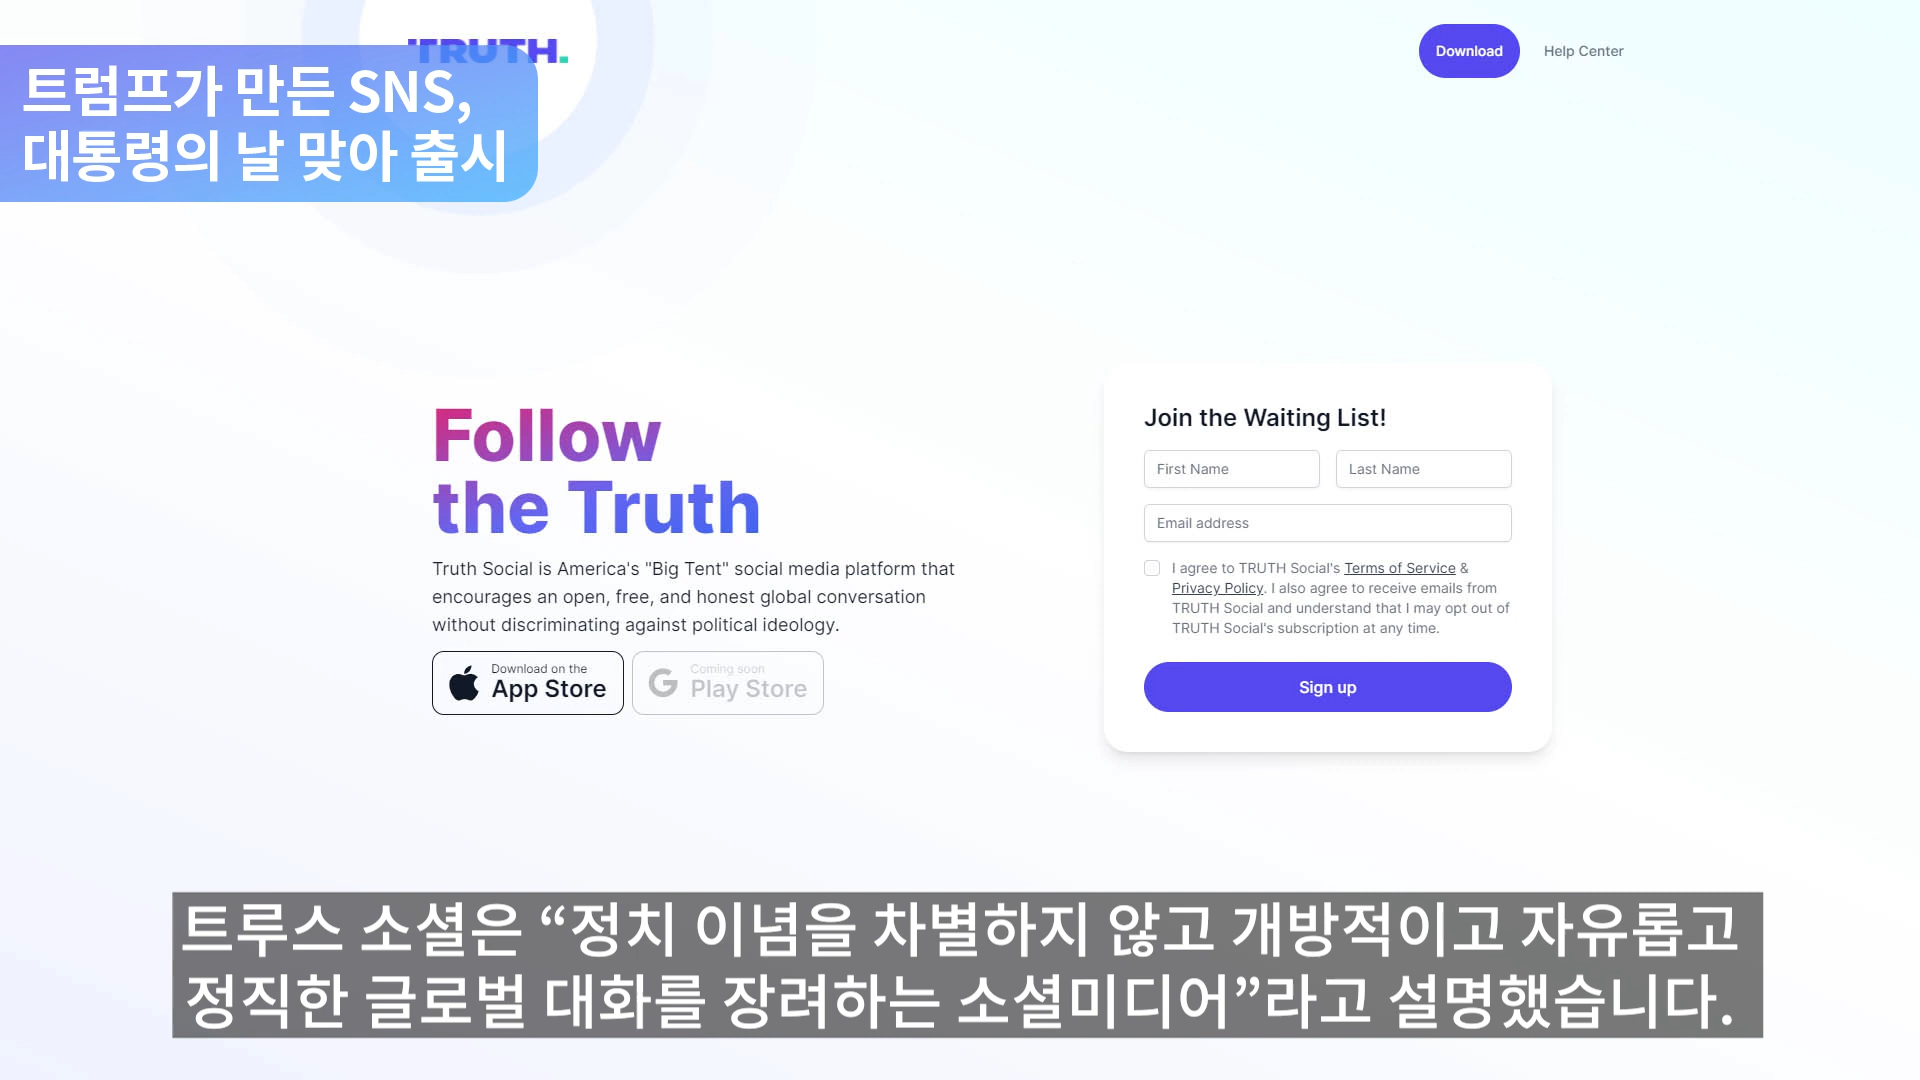 TRUTH.
Download
Help Center
트럼프가 만든 SNS,
대통령의 날 맞아 출시
Follow
the Truth
Truth Social is America's "Big Tent" social media platform that
encourages an open, free, and honest global conversation
without discriminating against political ideology.
Download on the
App Store
Coming soon
Play Store
Join the Waiting List!
First Name
Last Name
Email address
I agree to TRUTH Social's Terms of Service &
Privacy Policy. I also agree to receive emails from
TRUTH Social and understand that I may opt out of
TRUTH Social's subscription at any time.
Sign up
트루스 소셜은 “정치 이념을 차별하지 않고 개방적이고 자유롭고
정직한 글로벌 대화를 장려하는 소셜미디어”라고 설명했습니다.